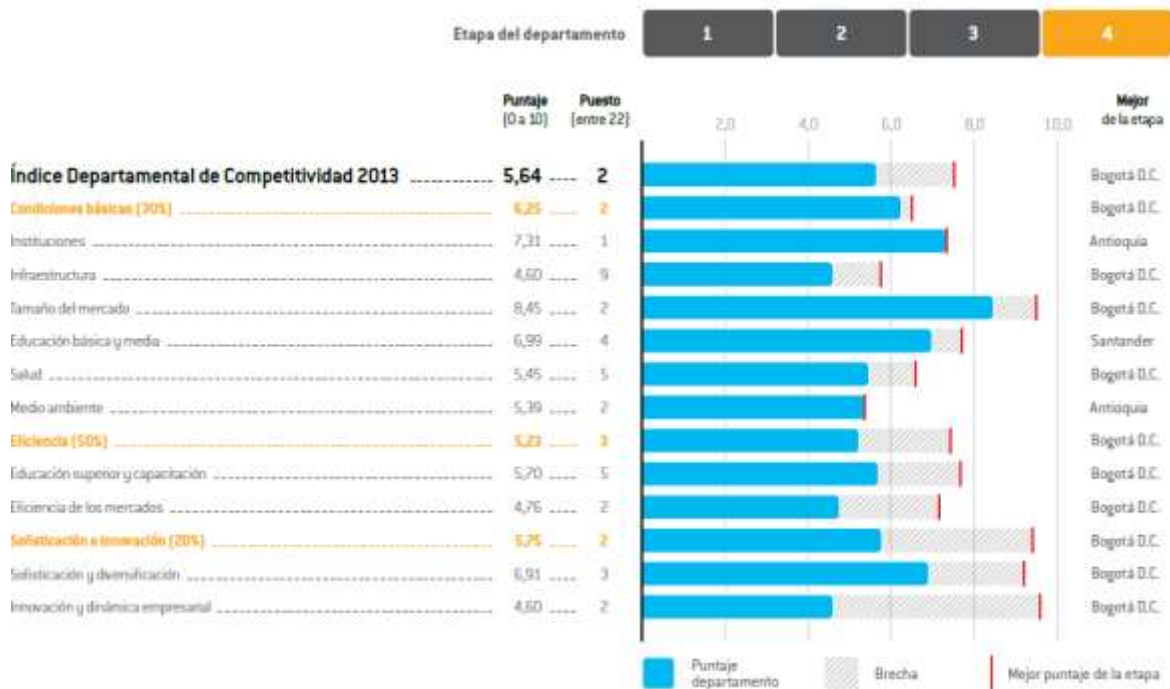 Etapa del departamento 1 2 3 4
Puntaje Puesto Mejor
(0 a 10) (entre 22) 2,0 4,0 6,0 8,0 10,0 de la etapa
Índice Departamental de Competitividad 2013 5,64 2 Bogotá D.C.
Condiciones básicas (30%) 6,25 2 Bogotá D.C.
Instituciones 7,31 1 Antioquia
Infraestructura 4,60 9 Bogotá D.C.
Tamaño del mercado 8,45 2 Bogotá D.C.
Educación básica y media 6,99 4 Santander
Salud 5,45 5 Bogotá D.C.
Medio ambiente 5,39 2 Antioquia
Eficiencia (50%) 5,23 3 Bogotá D.C.
Educación superior y capacitación 5,70 5 Bogotá D.C.
Eficiencia de los mercados 4,76 2 Bogotá D.C.
Sofisticación e innovación (20%) 5,75 2 Bogotá D.C.
Sofisticación y diversificación 6,91 3 Bogotá D.C.
Innovación y dinámica empresarial 4,60 2 Bogotá D.C.
Puntaje
departamento
Brecha
Mejor puntaje de la etapa